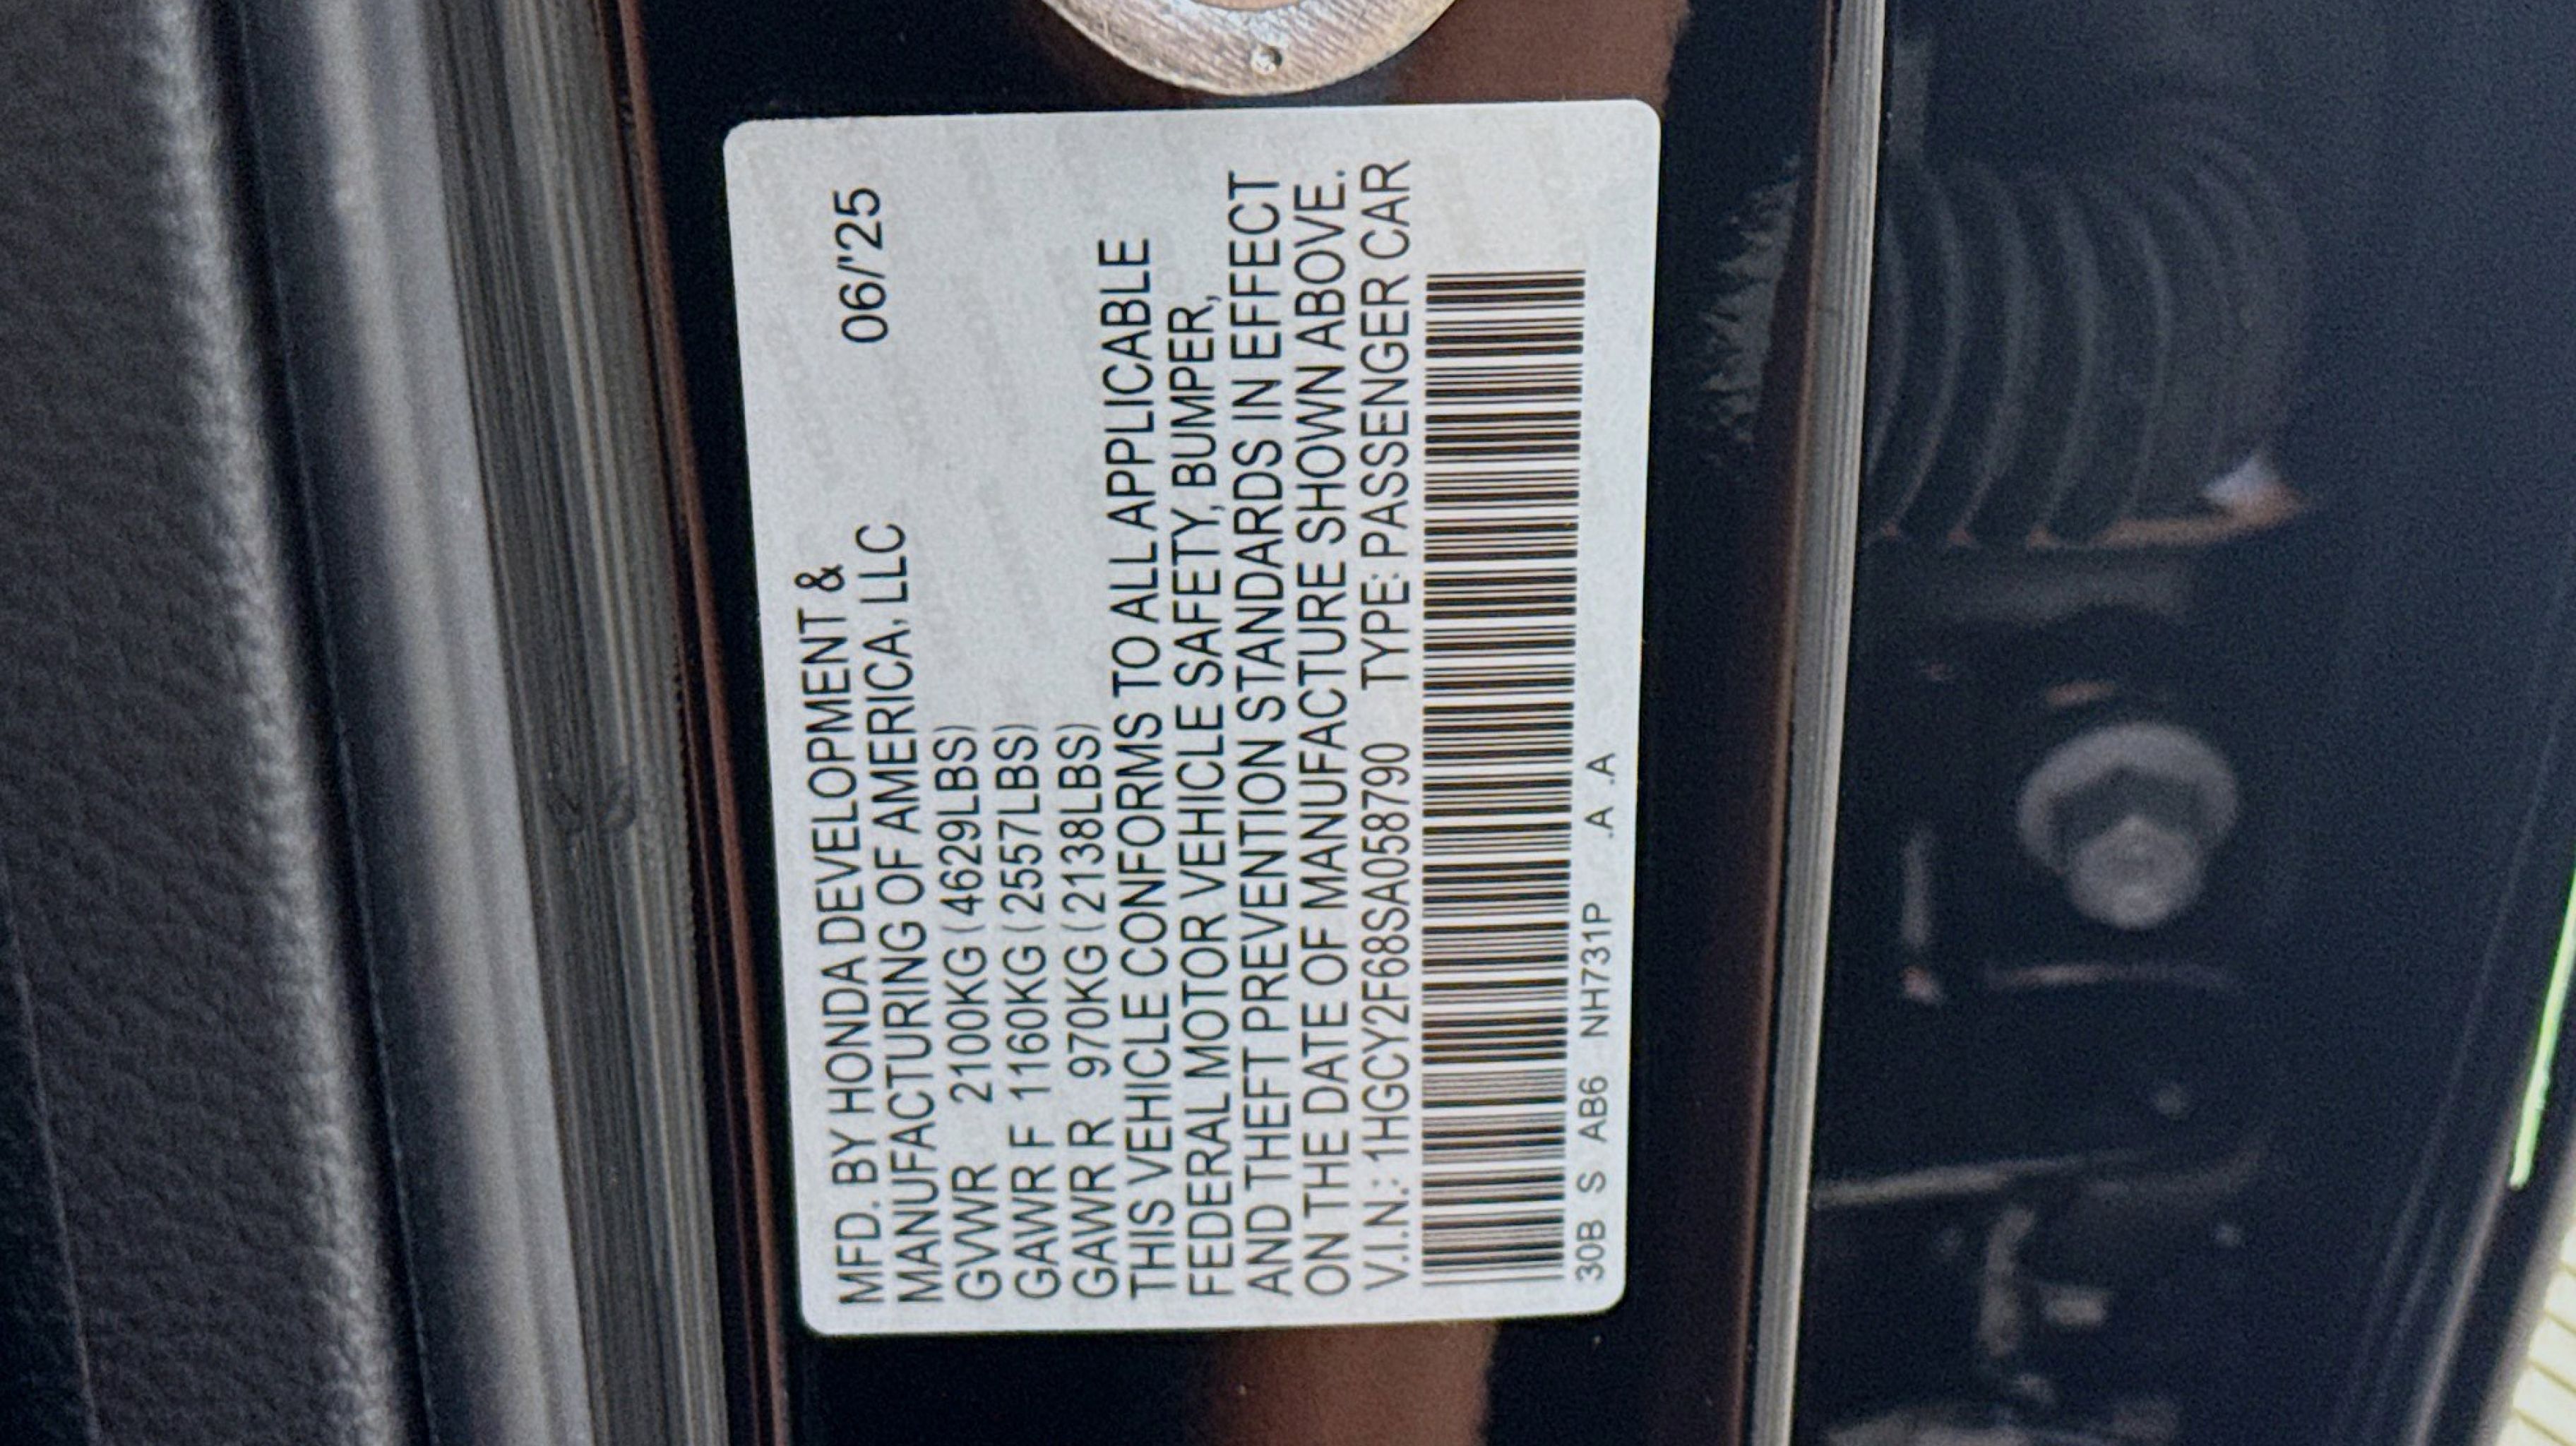 MFD. BY HONDA DEVELOPMENT &
MANUFACTURING OF AMERICA, LLC 06/'25
GVWR 2100KG (4629LBS)
GAWR F 1160KG (2557LBS)
GAWR R 970KG (2138LBS)
THIS VEHICLE CONFORMS TO ALL APPLICABLE
FEDERAL MOTOR VEHICLE SAFETY, BUMPER,
AND THEFT PREVENTION STANDARDS IN EFFECT
ON THE DATE OF MANUFACTURE SHOWN ABOVE.
V.I.N.: 1HGCY2F68SA058790 TYPE: PASSENGER CAR
30B S AB6 NH731P .A .A